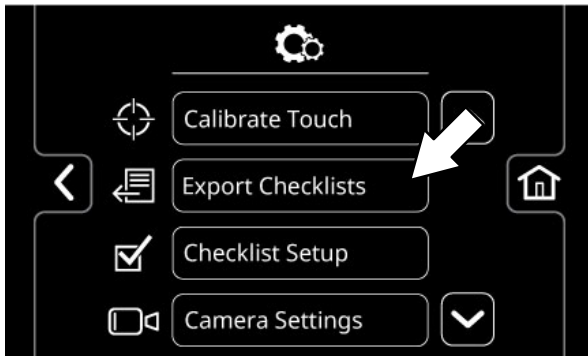 Calibrate Touch
Export Checklists
Checklist Setup
Camera Settings